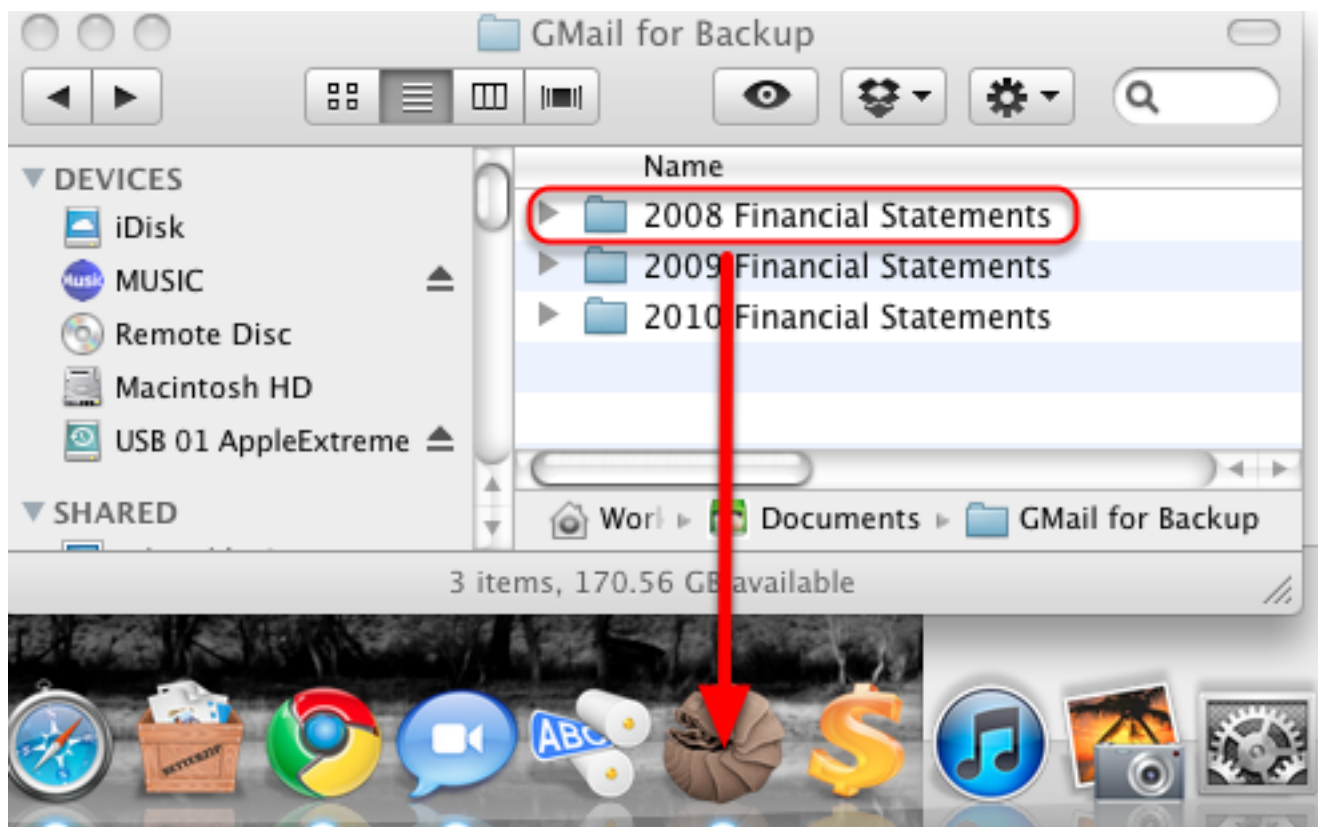 GMail for Backup
Name
DEVICES
iDisk
MUSIC
Remote Disc
Macintosh HD
USB 01 AppleExtreme
SHARED
2008 Financial Statements
2009 Financial Statements
2010 Financial Statements
Documents GMail for Backup
3 items, 170.56 GB available
BETTERZIP
ABC